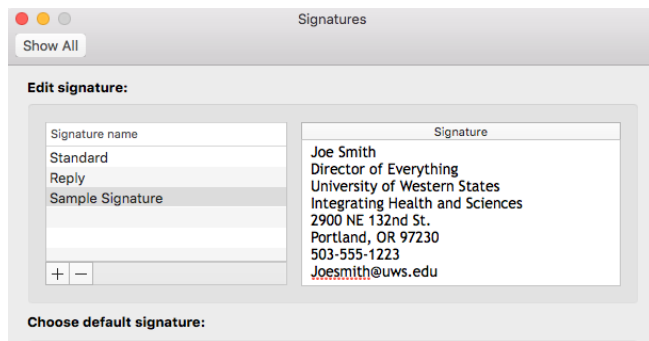 Signatures
Show All
Edit signature:
Signature name
Standard
Reply
Sample Signature
+ −
Signature
Joe Smith
Director of Everything
University of Western States
Integrating Health and Sciences
2900 NE 132nd St.
Portland, OR 97230
503-555-1223
Joesmith@uws.edu
Choose default signature: